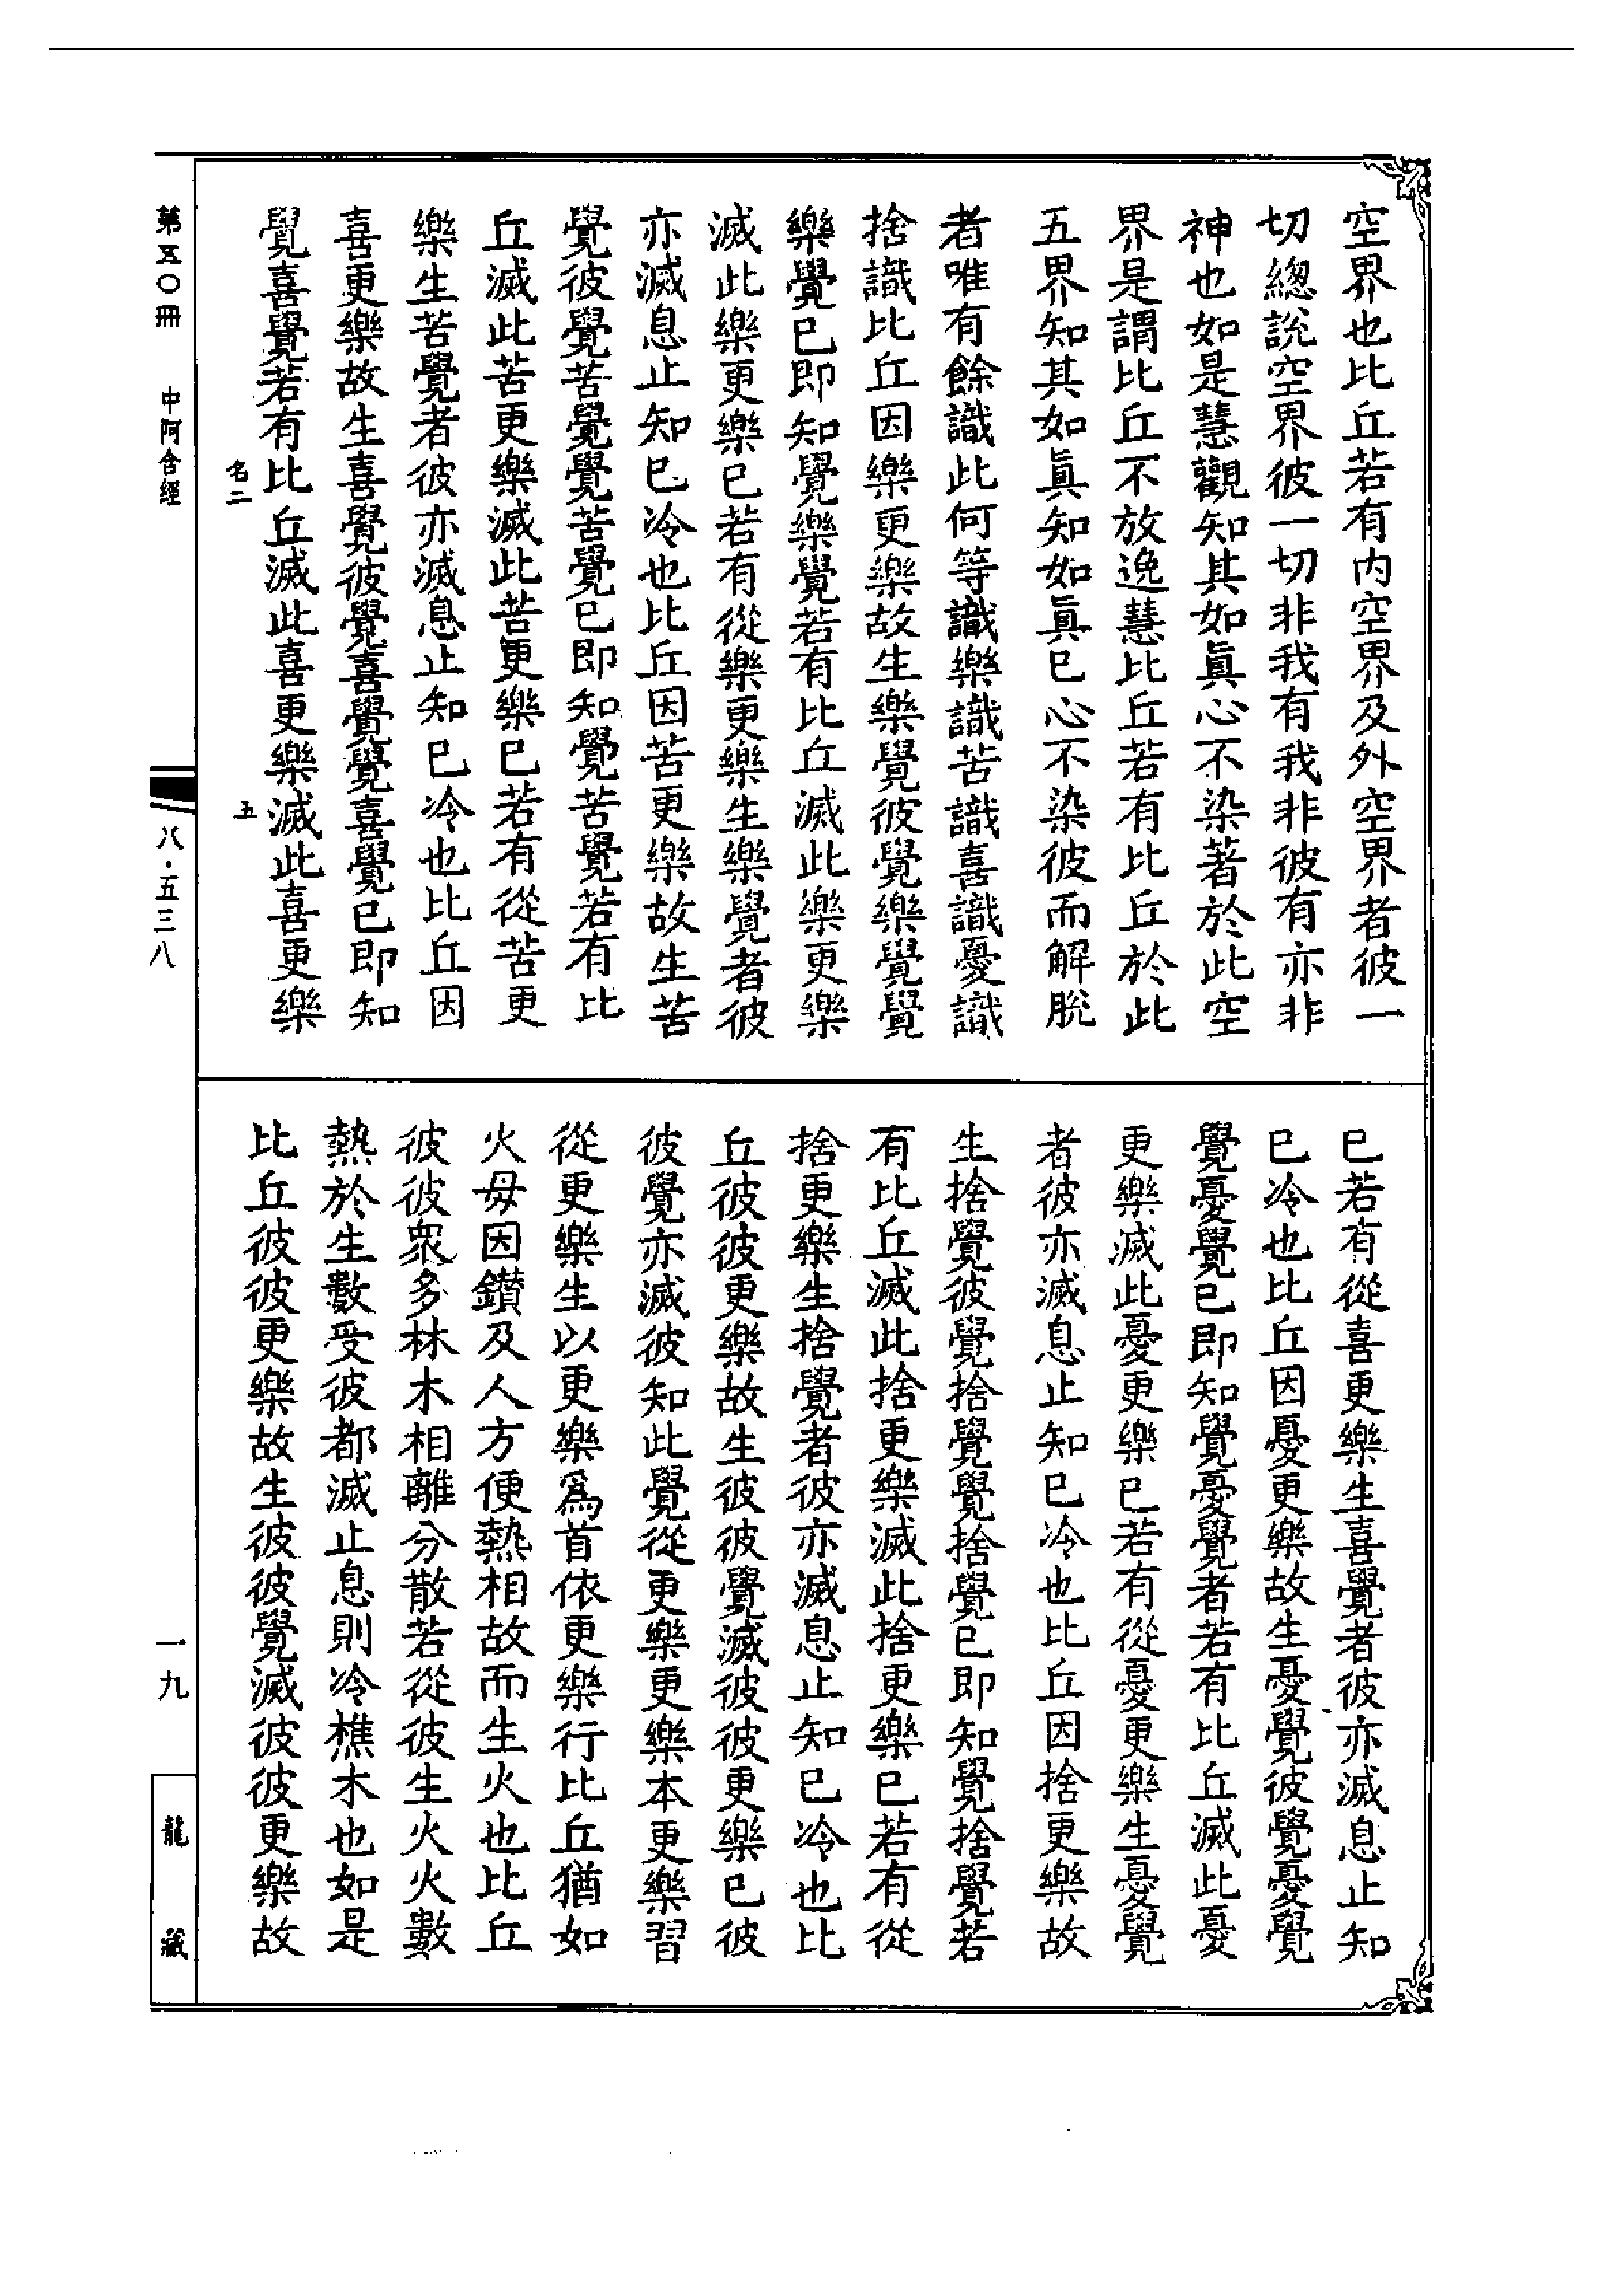 空界也比丘若有内空界及外空界者彼一
切總說空界彼一切非我有我非彼有亦非
神也如是慧觀知其如眞心不染著於此空
界是謂比丘不放逸慧比丘若有比丘於此
五界知其如眞知如眞已心不染彼而解脫
者唯有餘識此何等識樂識苦識喜識憂識
捨識比丘因樂更樂故生樂覺彼覺樂覺覺
樂覺已即知覺樂覺若有比丘滅此樂更樂
滅此樂更樂已若有從樂更樂生樂覺者彼
亦滅息止知已冷也比丘因苦更樂故生苦
覺彼覺苦覺覺苦覺已即知覺苦覺若有比
丘滅此苦更樂滅此苦更樂已若有從苦更
樂生苦覺者彼亦滅息止知已冷也比丘因
喜更樂故生喜覺彼覺喜覺覺喜覺已即知
覺喜覺若有比丘滅此喜更樂滅此喜更樂
已若有從喜更樂生喜覺者彼亦滅息止知
已冷也比丘因憂更樂故生憂覺彼覺憂覺
覺憂覺已即知覺憂覺者若有比丘滅此憂
更樂滅此憂更樂已若有從憂更樂生憂覺
者彼亦滅息止知已冷也比丘因捨更樂故
生捨覺彼覺捨覺覺捨覺已即知覺捨覺若
有比丘滅此捨更樂滅此捨更樂已若有從
捨更樂生捨覺者彼亦滅息止知已冷也比
丘彼彼更樂故生彼彼覺滅彼彼更樂已彼
彼覺亦滅彼知此覺從更樂更樂本更樂習
從更樂生以更樂爲首依更樂行比丘猶如
火母因鑚及人方便熱相故而生火也比丘
彼彼衆多林木相離分散若從彼生火火數
熱於生數受彼都滅止息則冷樵木也如是
比丘彼彼更樂故生彼彼覺滅彼彼更樂故
名二
五
第五〇冊
中阿含經
八·五三八
一九
龍藏